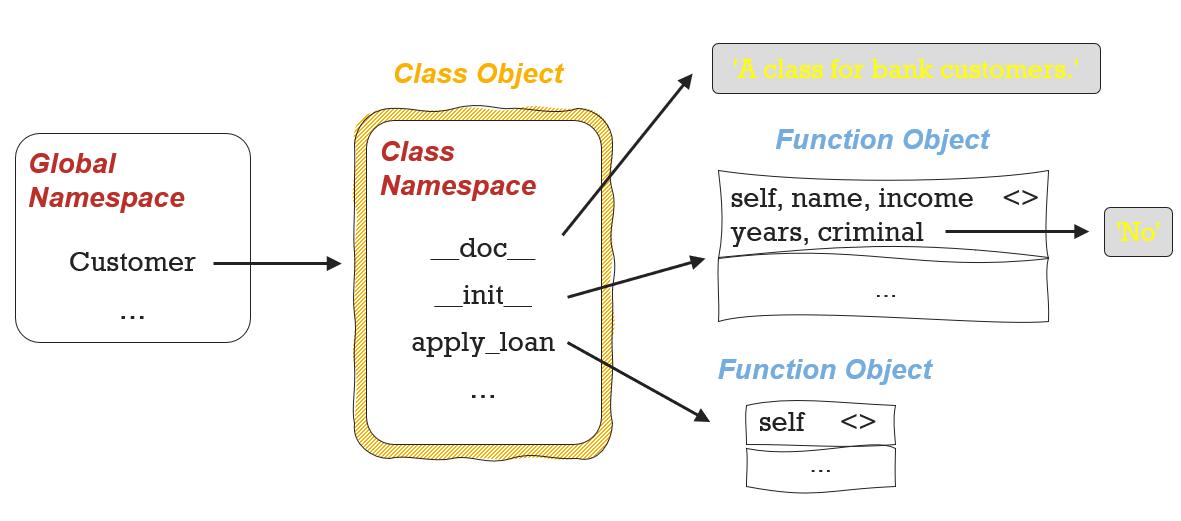 Global
Namespace
Customer
...
Class Object
Class
Namespace
__doc__
__init__
apply_loan
...
'A class for bank customers.'
Function Object
self, name, income <>
years, criminal
...
'No'
Function Object
self <>
...